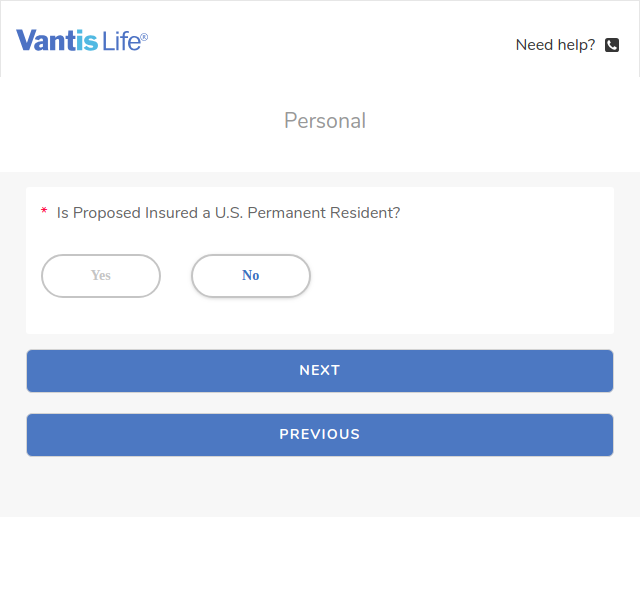 Vantis Life®
Need help?
Personal
* Is Proposed Insured a U.S. Permanent Resident?
Yes
No
NEXT
PREVIOUS